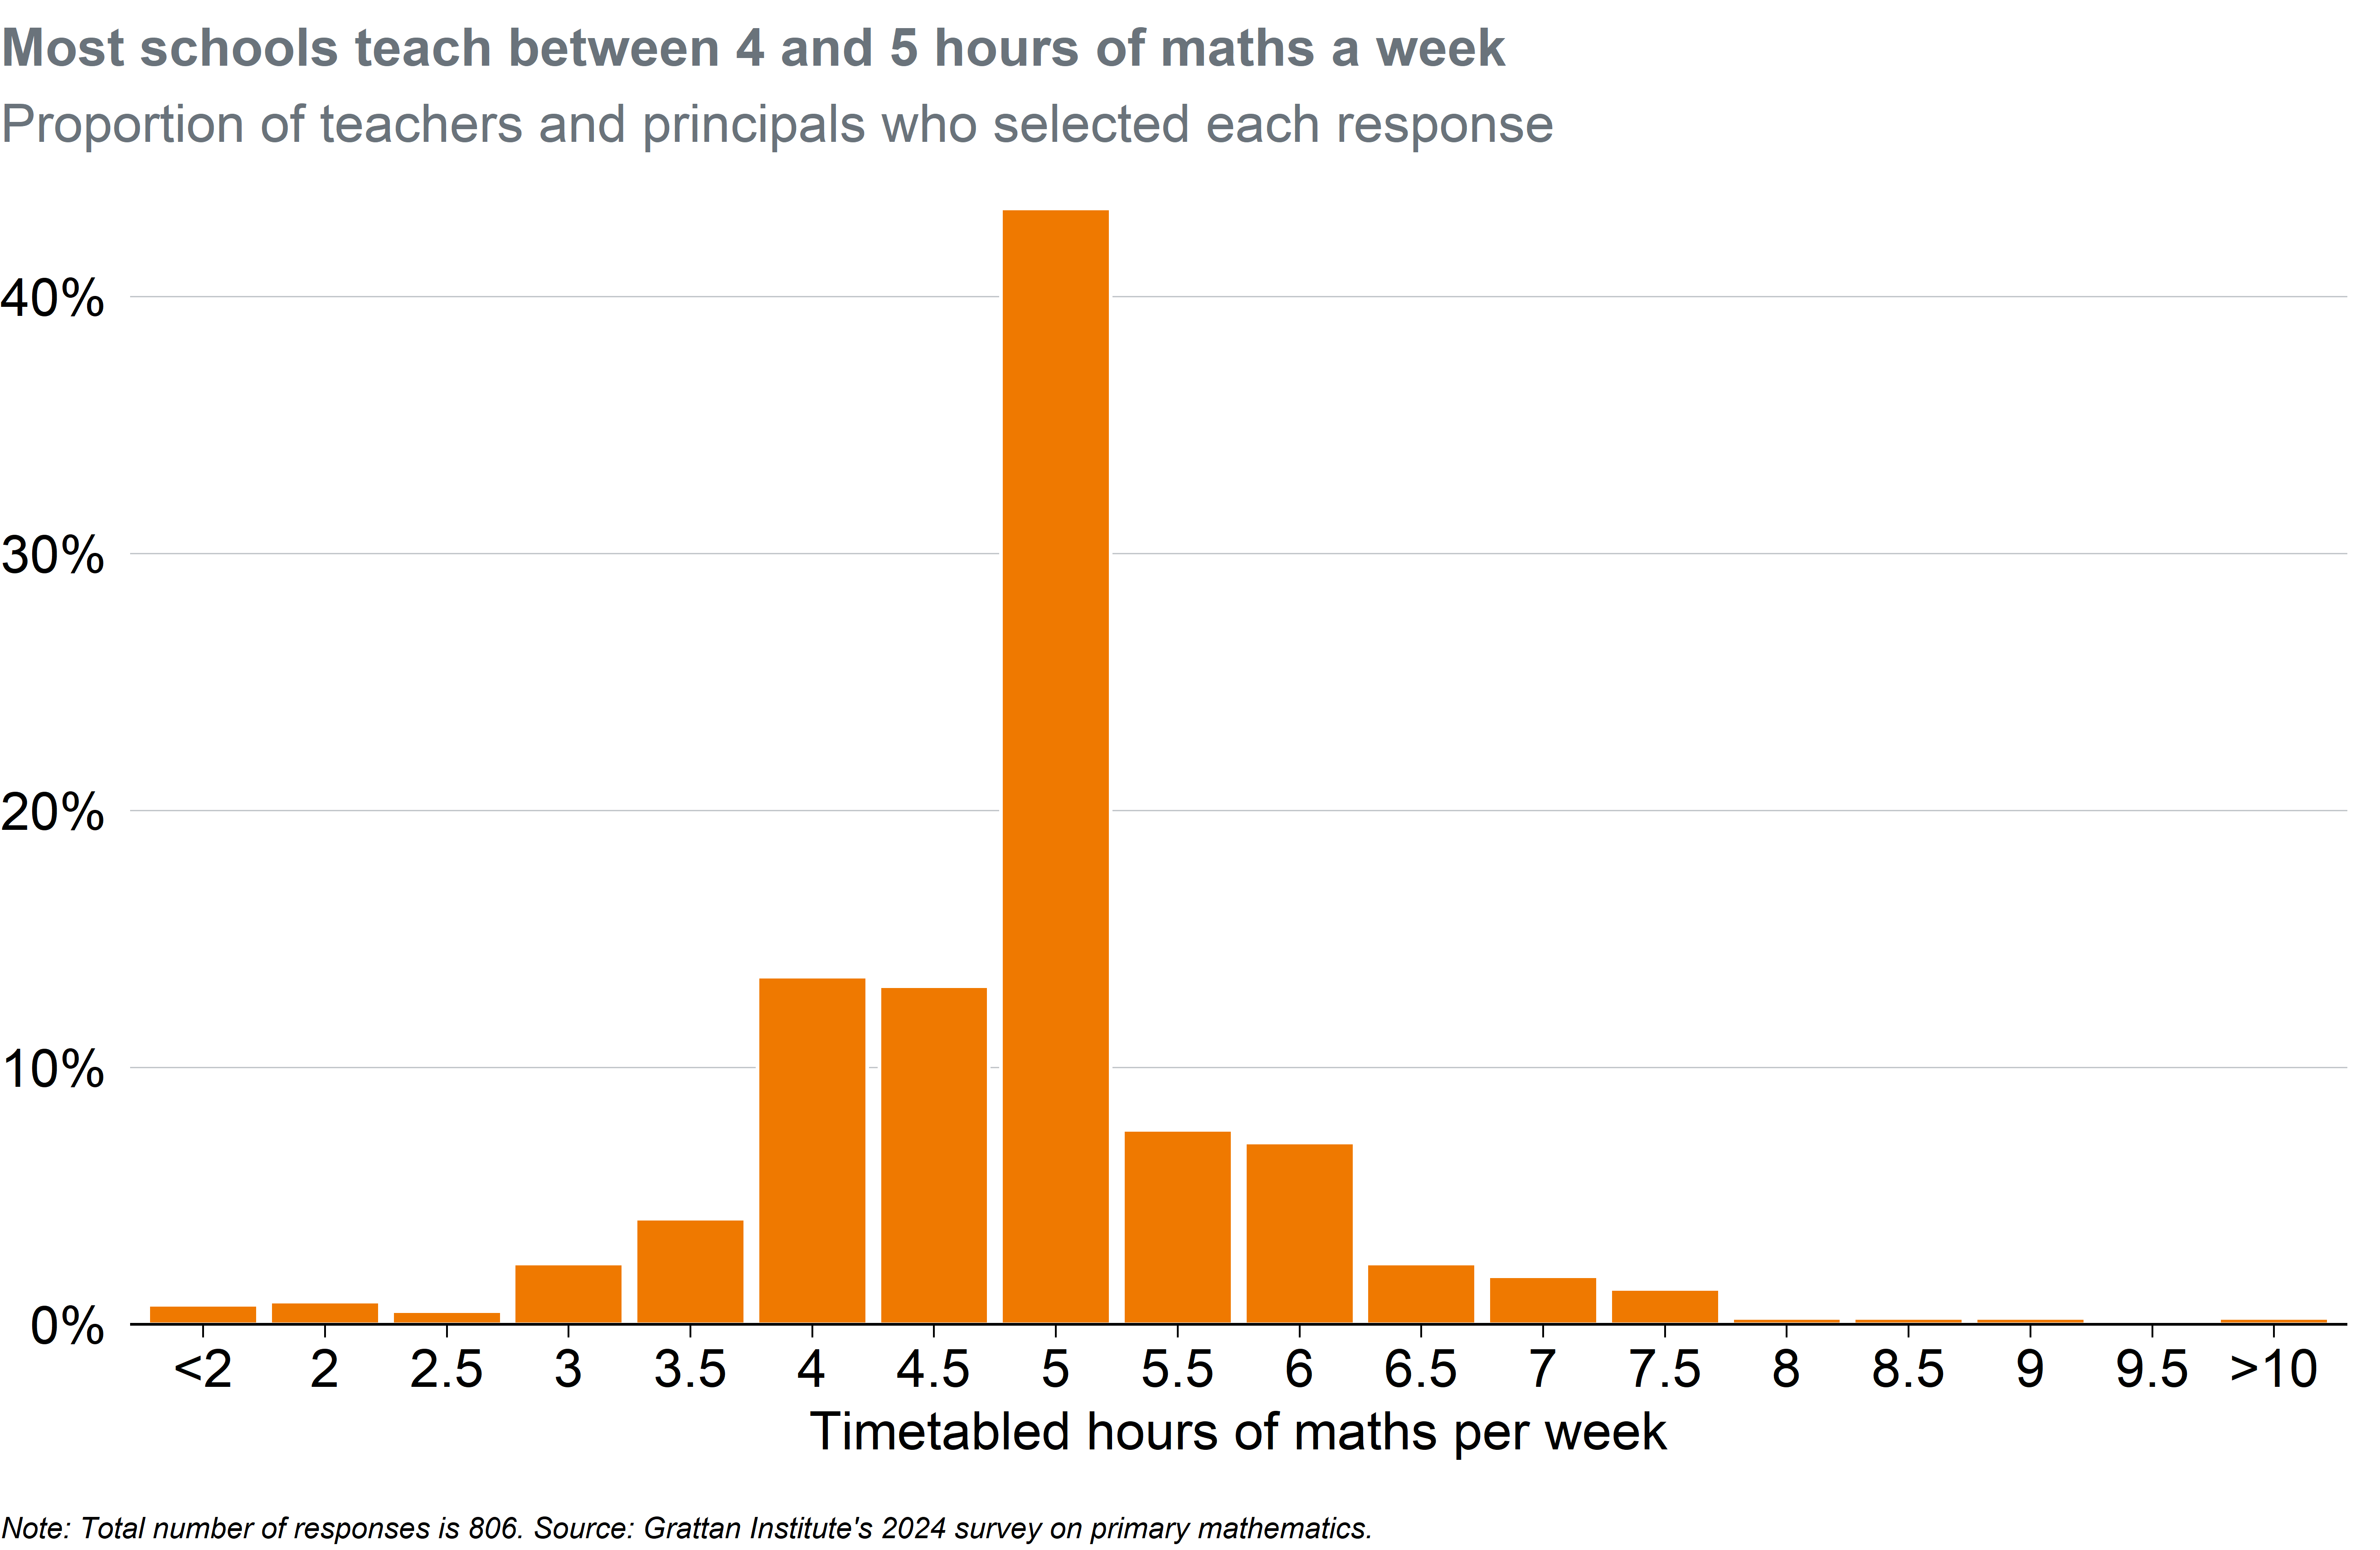 Most schools teach between 4 and 5 hours of maths a week
Proportion of teachers and principals who selected each response
40%
30%
20%
10%
0%
<2 2 2.5 3 3.5 4 4.5 5 5.5 6 6.5 7 7.5 8 8.5 9 9.5 >10
Timetabled hours of maths per week
Note: Total number of responses is 806. Source: Grattan Institute's 2024 survey on primary mathematics.